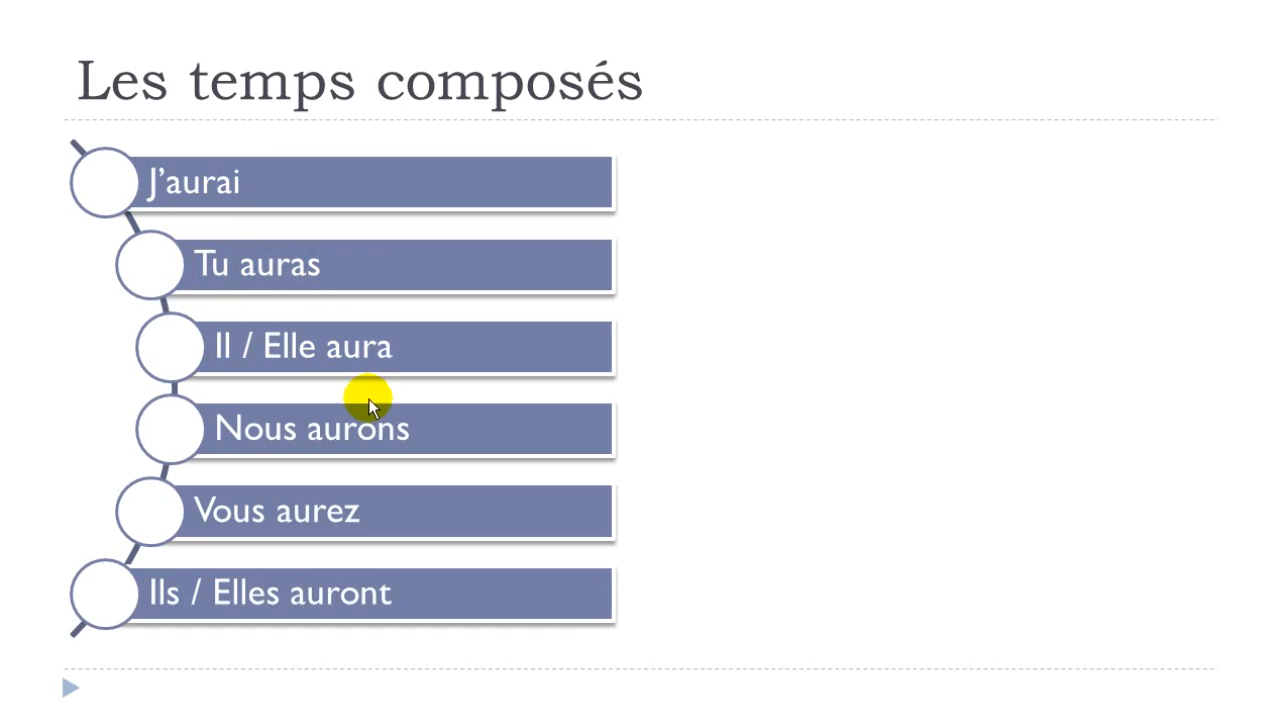 Les temps composés
J’aurai
Tu auras
Il / Elle aura
Nous aurons
Vous aurez
Ils / Elles auront